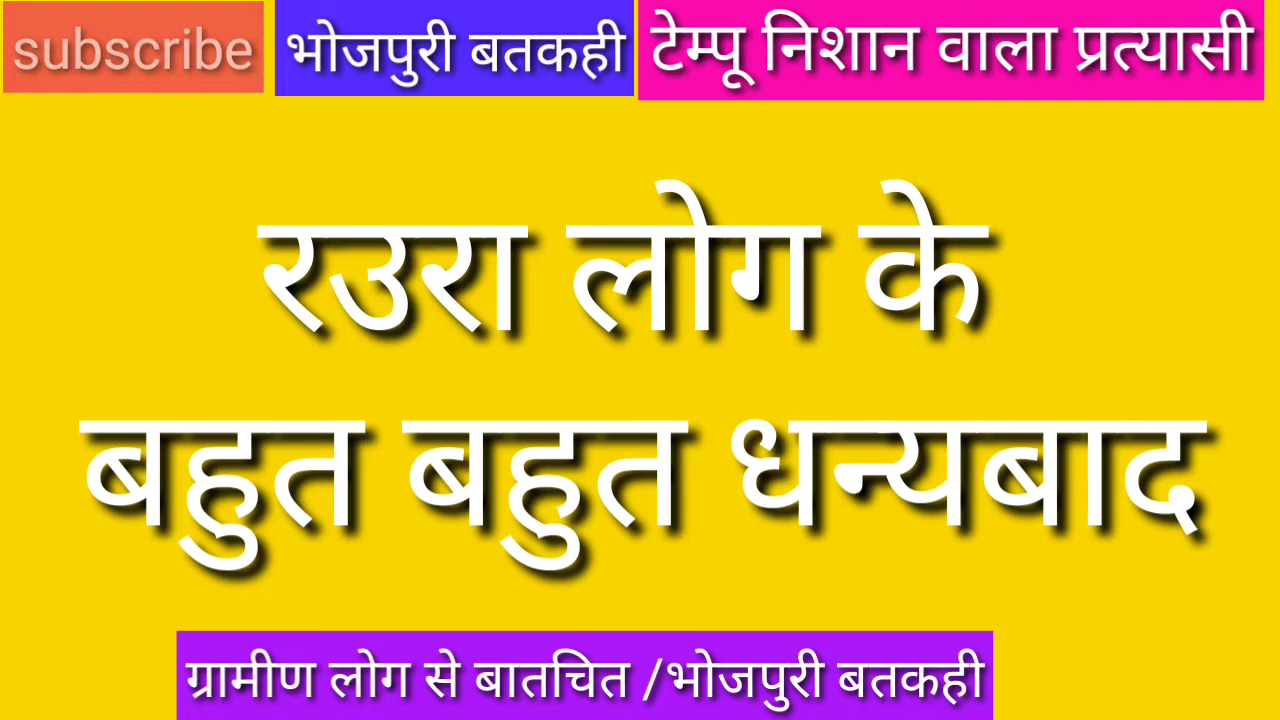 subscribe भोजपुरी बतकही टेम्पू निशान वाला प्रत्यासी
रउरा लोग के
बहुत बहुत धन्यबाद
ग्रामीण लोग से बातचित /भोजपुरी बतकही